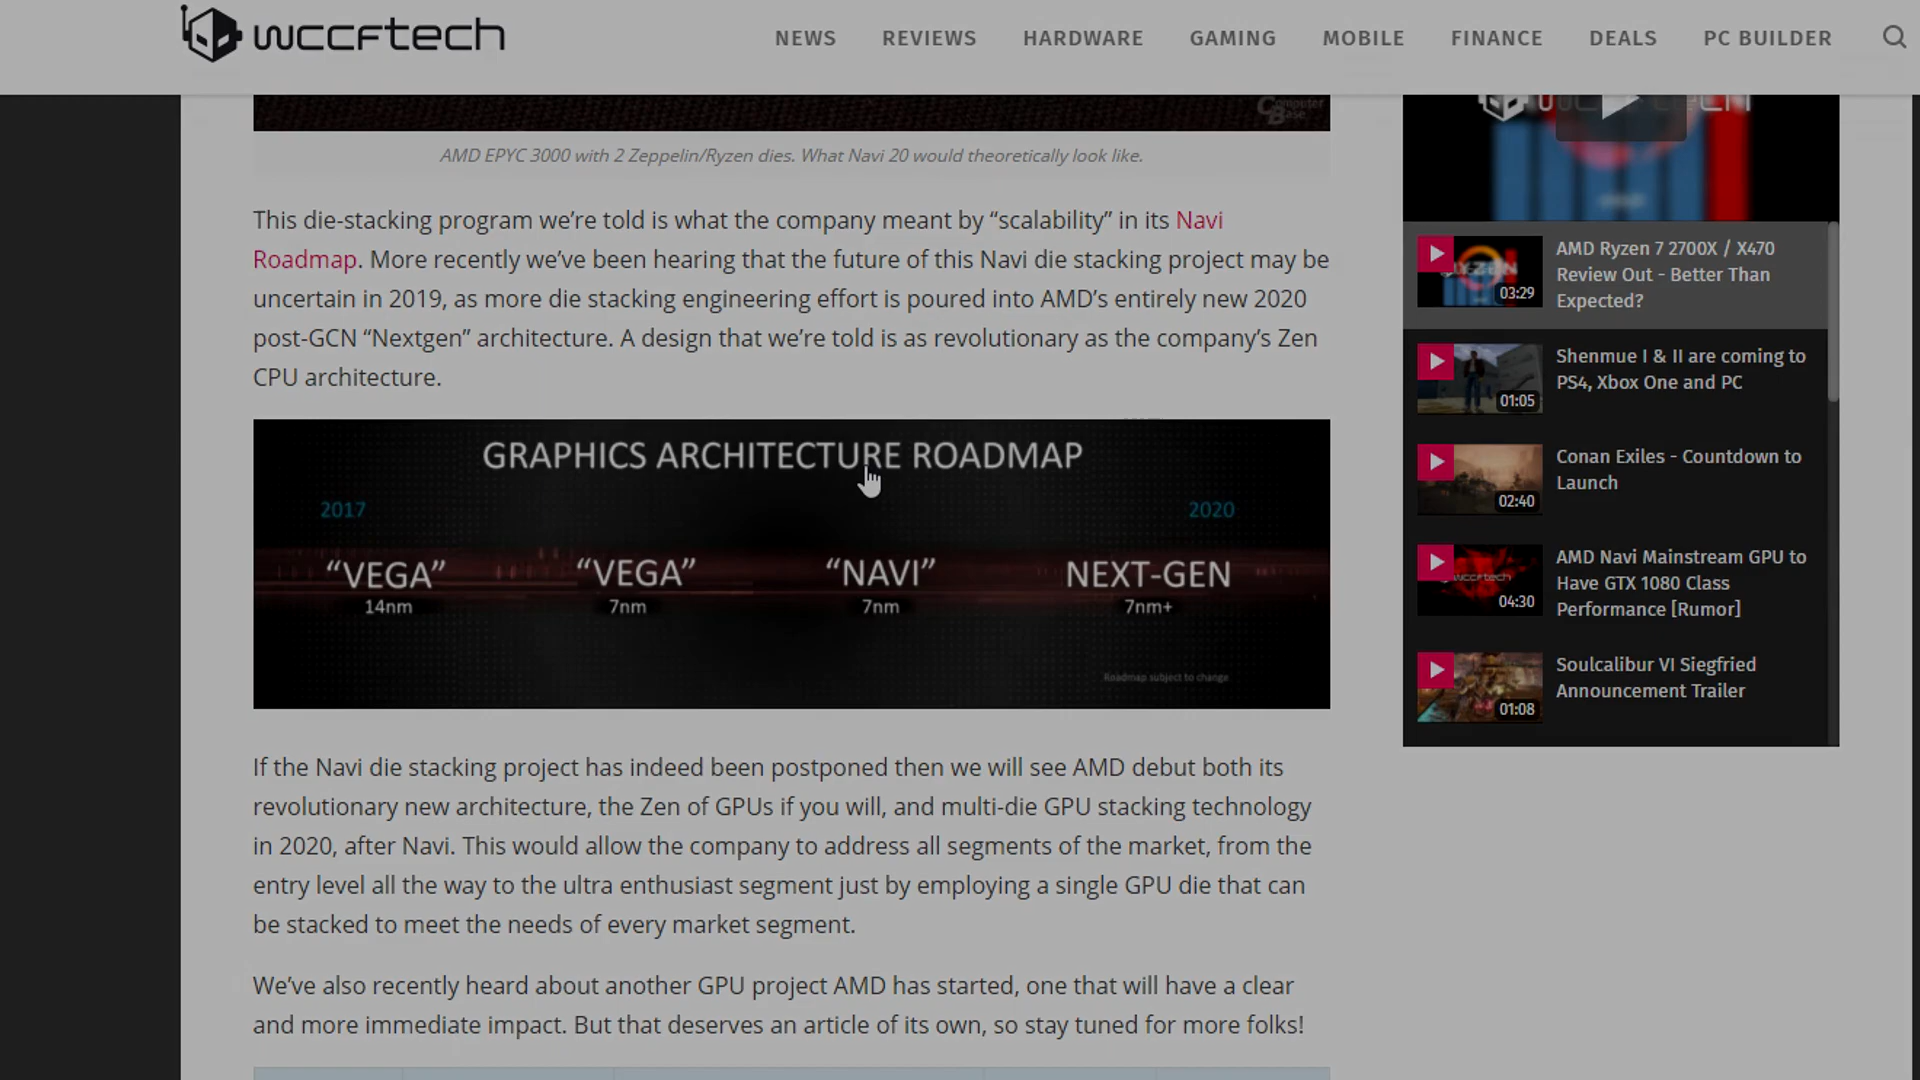 wccftech
NEWS REVIEWS HARDWARE GAMING MOBILE FINANCE DEALS PC BUILDER
Computer
Base
AMD EPYC 3000 with 2 Zeppelin/Ryzen dies. What Navi 20 would theoretically look like.
This die-stacking program we’re told is what the company meant by “scalability” in its Navi
Roadmap. More recently we’ve been hearing that the future of this Navi die stacking project may be
uncertain in 2019, as more die stacking engineering effort is poured into AMD’s entirely new 2020
post-GCN “Nextgen” architecture. A design that we’re told is as revolutionary as the company’s Zen
CPU architecture.
GRAPHICS ARCHITECTURE ROADMAP
2017 2020
“VEGA” “VEGA” “NAVI” NEXT-GEN
14nm 7nm 7nm 7nm+
Roadmap subject to change
If the Navi die stacking project has indeed been postponed then we will see AMD debut both its
revolutionary new architecture, the Zen of GPUs if you will, and multi-die GPU stacking technology
in 2020, after Navi. This would allow the company to address all segments of the market, from the
entry level all the way to the ultra enthusiast segment just by employing a single GPU die that can
be stacked to meet the needs of every market segment.
We’ve also recently heard about another GPU project AMD has started, one that will have a clear
and more immediate impact. But that deserves an article of its own, so stay tuned for more folks!
AMD Ryzen 7 2700X / X470
Review Out - Better Than
Expected?
03:29
Shenmue I & II are coming to
PS4, Xbox One and PC
01:05
Conan Exiles - Countdown to
Launch
02:40
AMD Navi Mainstream GPU to
Have GTX 1080 Class
Performance [Rumor]
wccftech
04:30
Soulcalibur VI Siegfried
Announcement Trailer
01:08